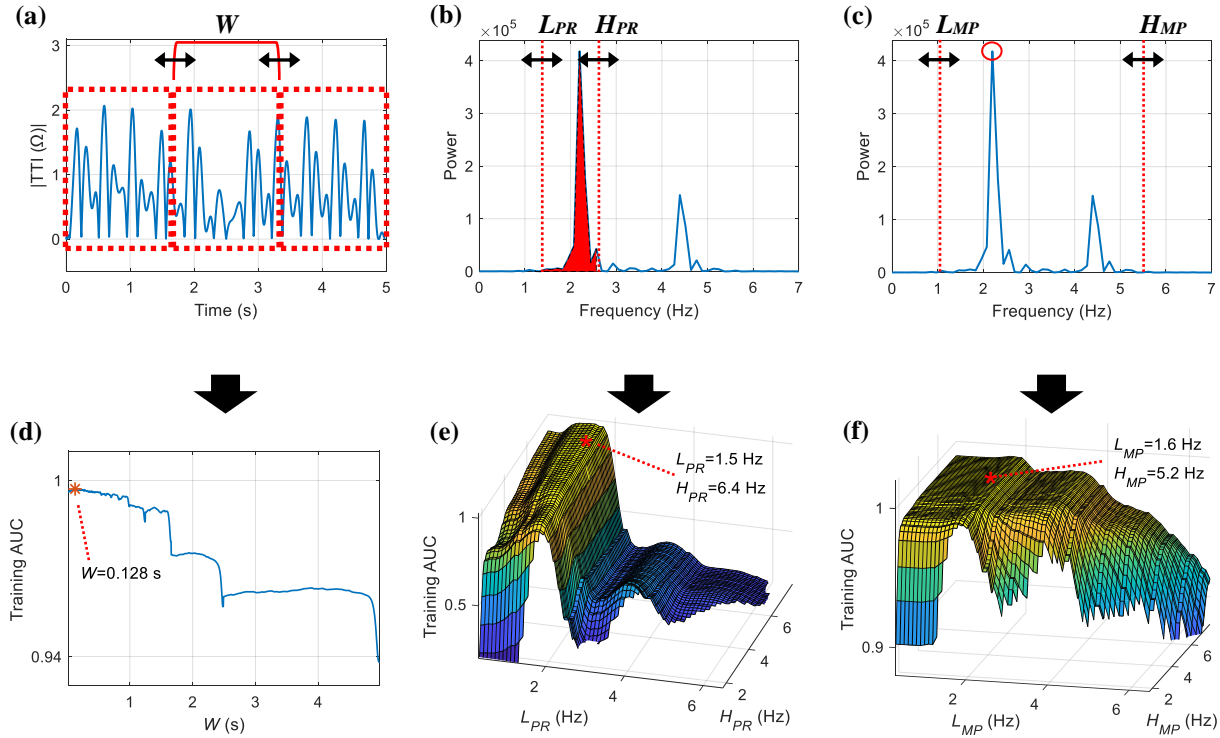 (a)
W
3
2
1
0
|TTI (Ω)|
0 1 2 3 4 5
Time (s)
(b)
×10⁵
L_PR H_PR
4
3
2
1
0
Power
0 1 2 3 4 5 6 7
Frequency (Hz)
(c)
×10⁵
L_MP H_MP
4
3
2
1
0
Power
0 1 2 3 4 5 6 7
Frequency (Hz)
(d)
1
0.94
Training AUC
W=0.128 s
1 2 3 4
W (s)
(e)
L_PR=1.5 Hz
H_PR=6.4 Hz
1
0.5
Training AUC
2 4 6
L_PR (Hz)
2 4 6
H_PR (Hz)
(f)
L_MP=1.6 Hz
H_MP=5.2 Hz
1
0.9
Training AUC
2 4 6
L_MP (Hz)
2 4 6
H_MP (Hz)